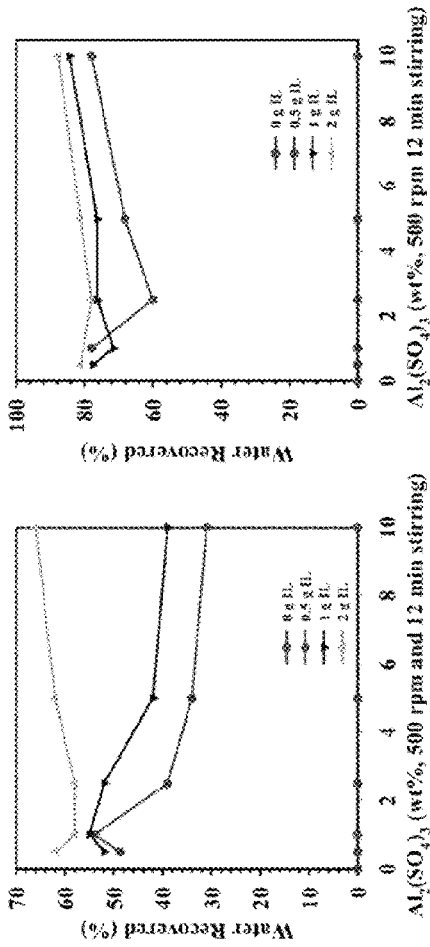 70
60
50
40
30
20
10
0
Water Recovered (%)
0 g IL
0.5 g IL
1 g IL
2 g IL
0 2 4 6 8 10
Al2(SO4)3 (wt%, 500 rpm and 12 min stirring)
100
80
60
40
20
0
Water Recovered (%)
0 g IL
0.5 g IL
1 g IL
2 g IL
0 2 4 6 8 10
Al2(SO4)3 (wt%, 500 rpm 12 min stirring)